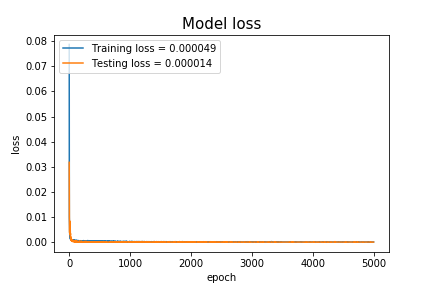 Model loss
Training loss = 0.000049
Testing loss = 0.000014
0.08
0.07
0.06
0.05
0.04
0.03
0.02
0.01
0.00
loss
0 1000 2000 3000 4000 5000
epoch